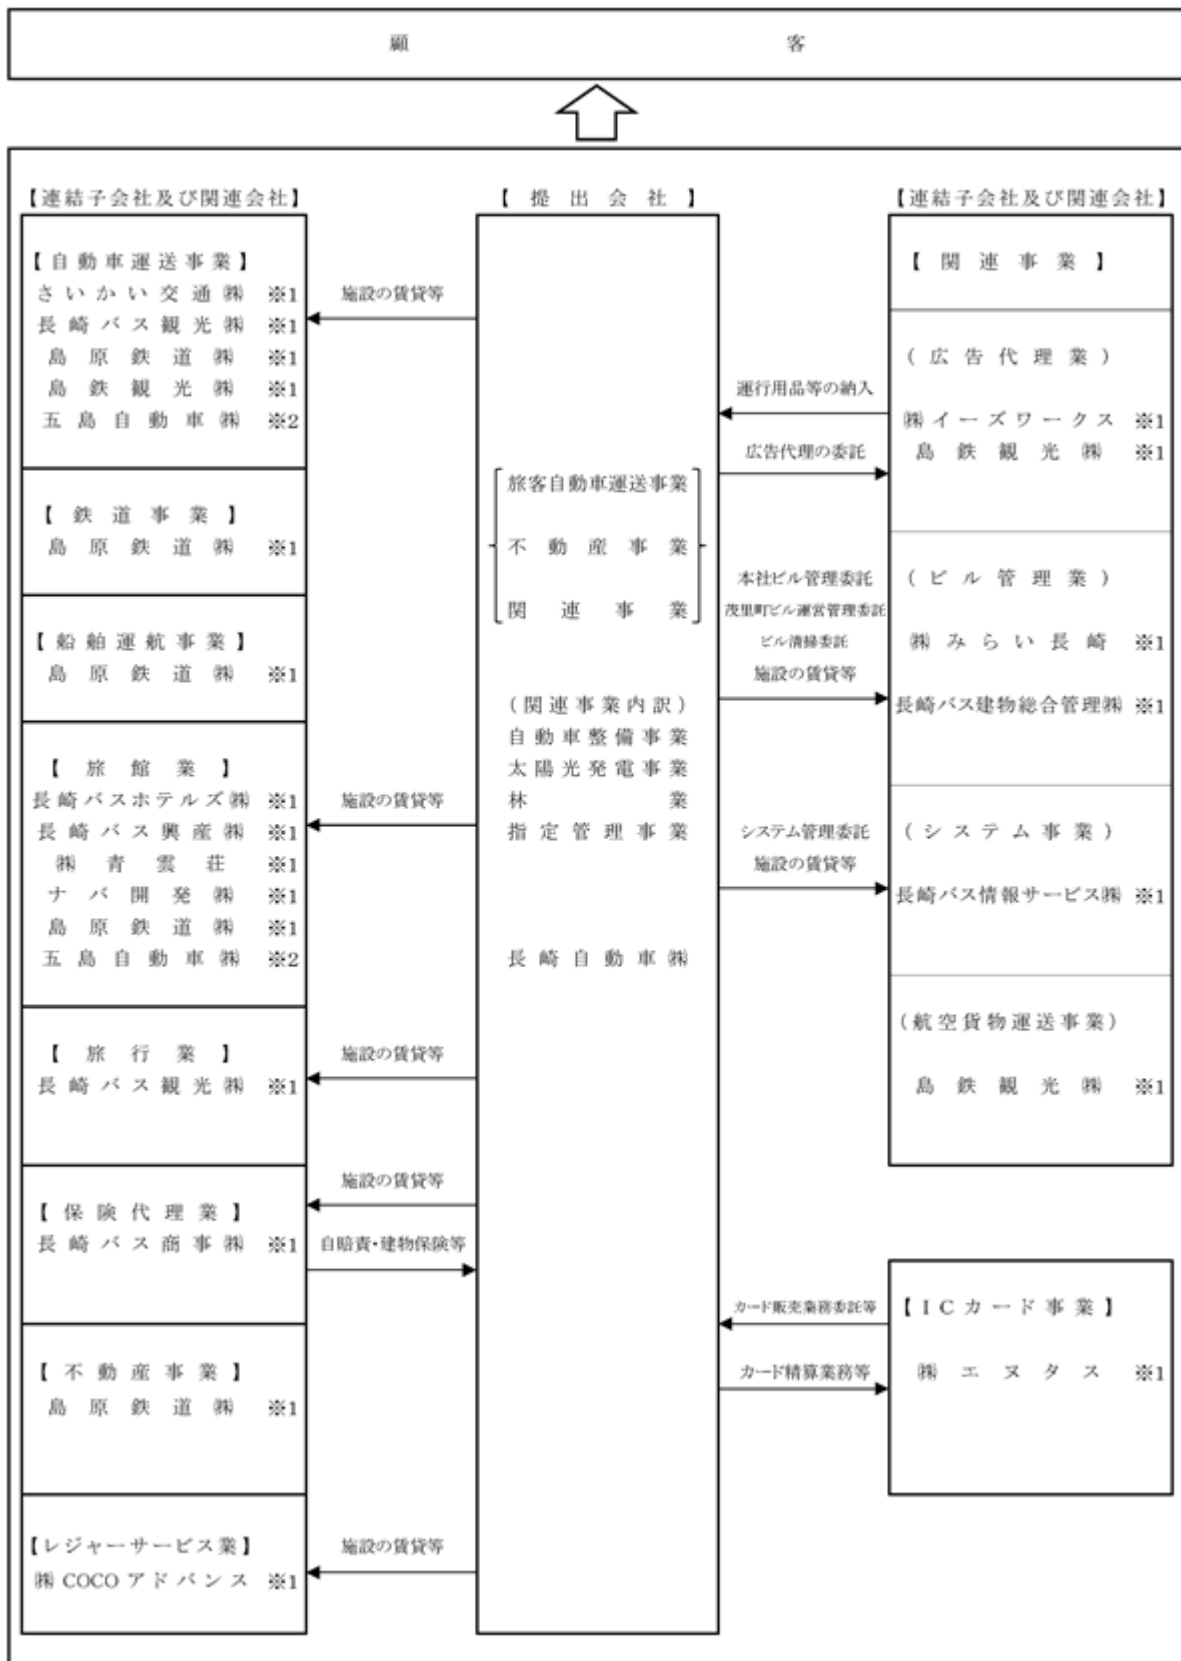 顧客
【連結子会社及び関連会社】
【自動車運送事業】
さいかい交通㈱ ※1
長崎バス観光㈱ ※1
島原鉄道㈱ ※1
島鉄観光㈱ ※1
五島自動車㈱ ※2
【鉄道事業】
島原鉄道㈱ ※1
【船舶運航事業】
島原鉄道㈱ ※1
【旅館業】
長崎バスホテルズ㈱ ※1
長崎バス興産㈱ ※1
㈱青雲荘 ※1
ナバ開発㈱ ※1
島原鉄道㈱ ※1
五島自動車㈱ ※2
【旅行業】
長崎バス観光㈱ ※1
【保険代理業】
長崎バス商事㈱ ※1
【不動産事業】
島原鉄道㈱ ※1
【レジャーサービス業】
㈱COCOアドバンス ※1
施設の賃貸等
施設の賃貸等
施設の賃貸等
施設の賃貸等
自賠責・建物保険等
施設の賃貸等
【提出会社】
旅客自動車運送事業
不動産事業
関連事業
(関連事業内訳)
自動車整備事業
太陽光発電事業
林業
指定管理事業
長崎自動車㈱
運行用品等の納入
広告代理の委託
本社ビル管理委託
茂里町ビル運営管理委託
ビル清掃委託
施設の賃貸等
システム管理委託
施設の賃貸等
カード販売業務委託等
カード精算業務等
【連結子会社及び関連会社】
【関連事業】
(広告代理業)
㈱イーズワークス ※1
島鉄観光㈱ ※1
(ビル管理業)
㈱みらい長崎 ※1
長崎バス建物総合管理㈱ ※1
(システム事業)
長崎バス情報サービス㈱ ※1
(航空貨物運送事業)
島鉄観光㈱ ※1
【ICカード事業】
㈱エヌタス ※1